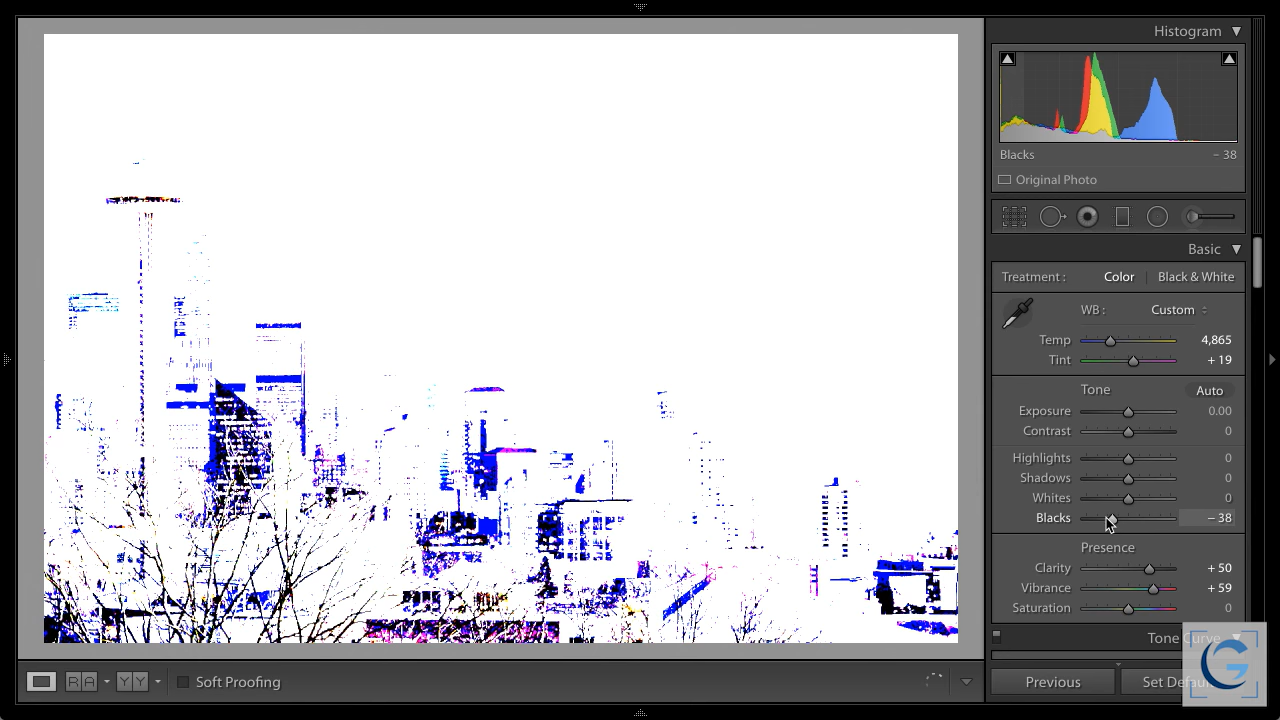 Histogram
Blacks – 38
Original Photo
Basic
Treatment : Color Black & White
WB : Custom
Temp 4,865
Tint + 19
Tone Auto
Exposure 0.00
Contrast 0
Highlights 0
Shadows 0
Whites 0
Blacks – 38
Presence
Clarity + 50
Vibrance + 59
Saturation 0
Tone Curve
R A Y Y Soft Proofing
Previous Set Defau
G